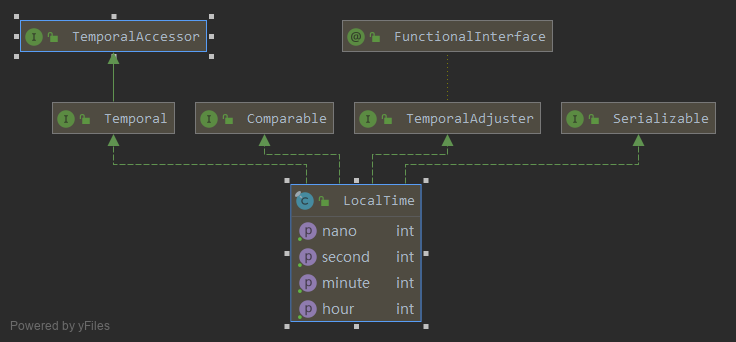 I TemporalAccessor
@ FunctionalInterface
I Temporal
I Comparable
I TemporalAdjuster
I Serializable
C LocalTime
p nano int
p second int
p minute int
p hour int
Powered by yFiles